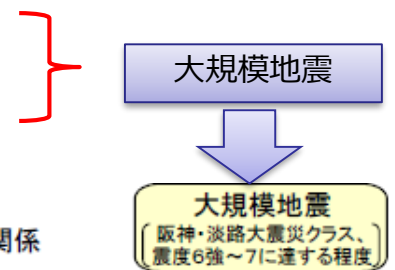 大規模地震
大規模地震
阪神・淡路大震災クラス、
震度6強～7に達する程度
関係